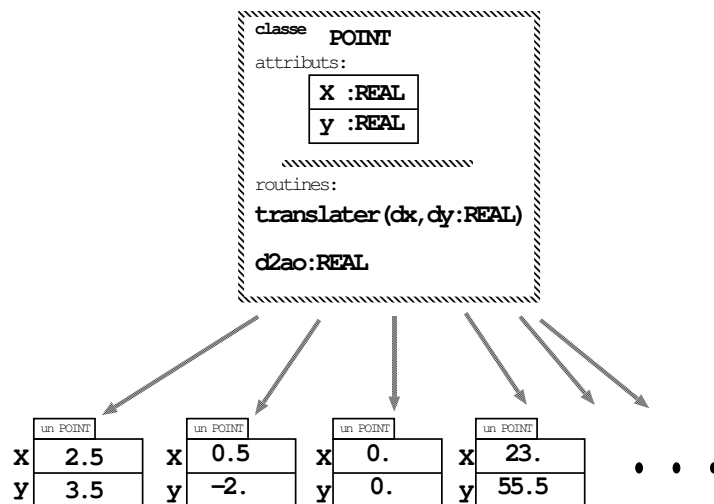 classe POINT
attributs:
X :REAL
y :REAL
routines:
translater(dx,dy:REAL)
d2ao:REAL
un POINT un POINT un POINT un POINT
x 2.5 x 0.5 x 0. x 23.
y 3.5 y -2. y 0. y 55.5
. . .